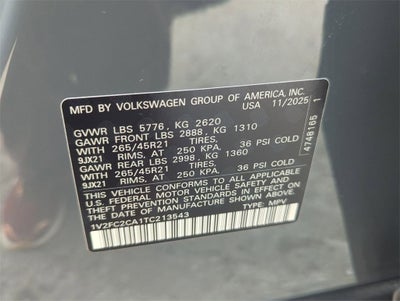 MFD. BY VOLKSWAGEN GROUP OF AMERICA, INC.
USA 11/2025
GVWR LBS 5776, KG 2620
GAWR FRONT LBS 2888, KG 1310
WITH 265/45R21 TIRES,
9JX21 RIMS, AT 250 KPA, 36 PSI COLD
GAWR REAR LBS 2998, KG 1360
WITH 265/45R21 TIRES,
9JX21 RIMS, AT 250 KPA, 36 PSI COLD
THIS VEHICLE CONFORMS TO ALL APPLICABLE
U.S. FEDERAL MOTOR VEHICLE SAFETY AND
THEFT PREVENTION STANDARDS IN EFFECT ON
THE DATE OF MANUFACTURE SHOWN ABOVE.
1V2FC2CA1TC213543 TYPE: MPV
4748165 1